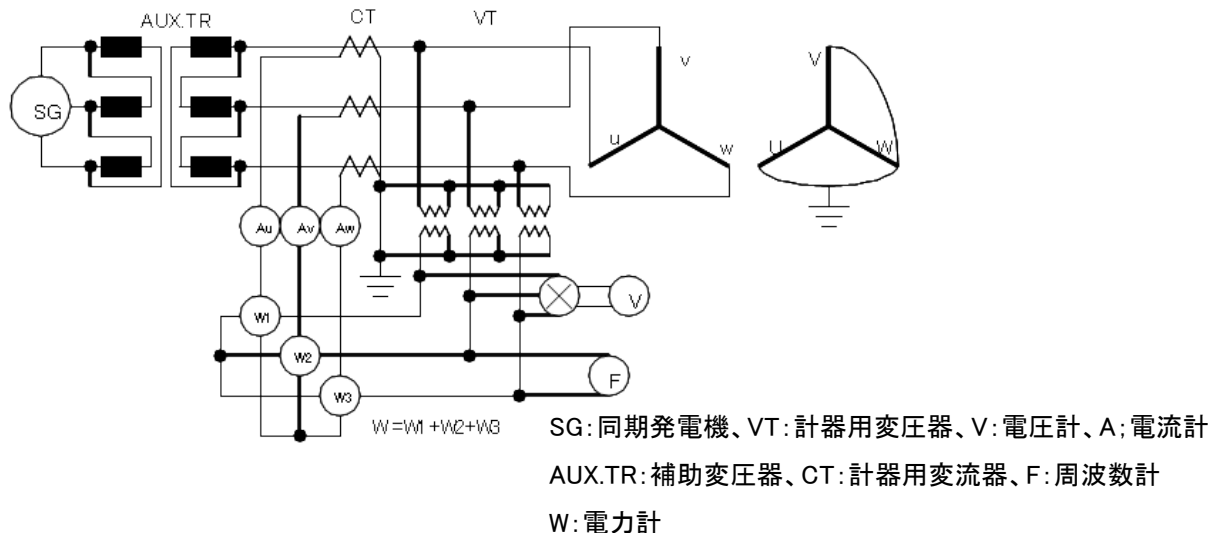 AUX.TR
CT
VT
SG
v
u
w
V
U
W
Au
Av
Aw
W1
V
W2
F
W3
W=W1+W2+W3
SG:同期発電機、VT:計器用変圧器、V:電圧計、A;電流計
AUX.TR:補助変圧器、CT:計器用変流器、F:周波数計
W:電力計